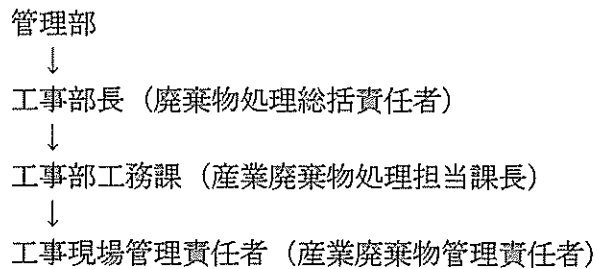 管理部
↓
工事部長（廃棄物処理総括責任者）
↓
工事部工務課（産業廃棄物処理担当課長）
↓
工事現場管理責任者（産業廃棄物管理責任者）